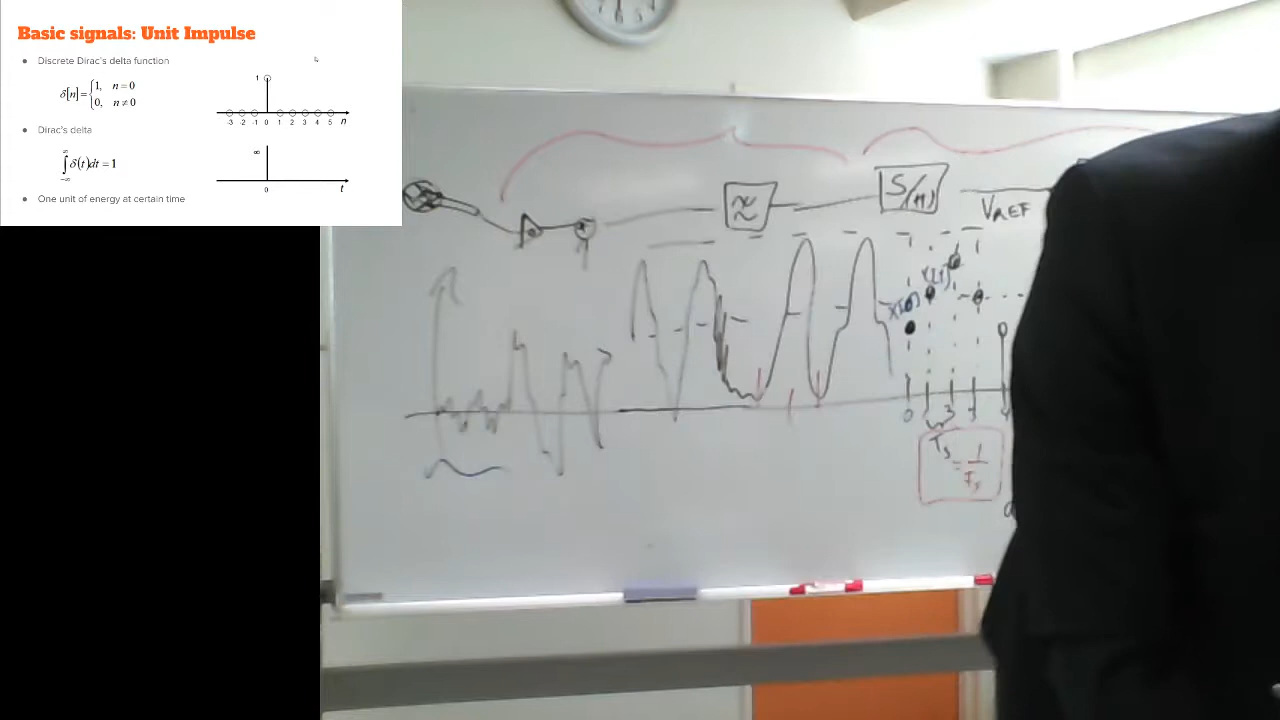 Basic signals: Unit Impulse
• Discrete Dirac's delta function
δ[n] = {1, n = 0
0, n ≠ 0
1
-3 -2 -1 0 1 2 3 4 5 n
• Dirac's delta
∫_{-∞}^{∞} δ(t)dt = 1
∞
0 t
• One unit of energy at certain time
S/(H)
VREF
X[0]
X[1]
0
Ts = 1/Fs